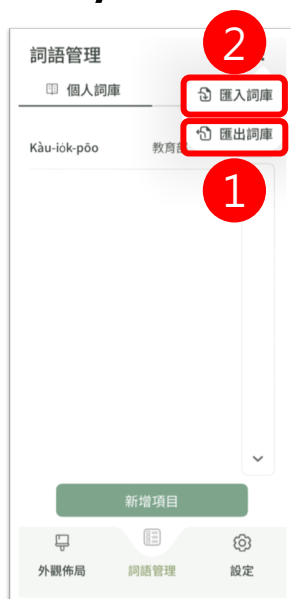 2
詞語管理
個人詞庫
匯入詞庫
匯出詞庫
Kàu-io̍k-pōo 教育部
1
新增項目
外觀佈局 詞語管理 設定